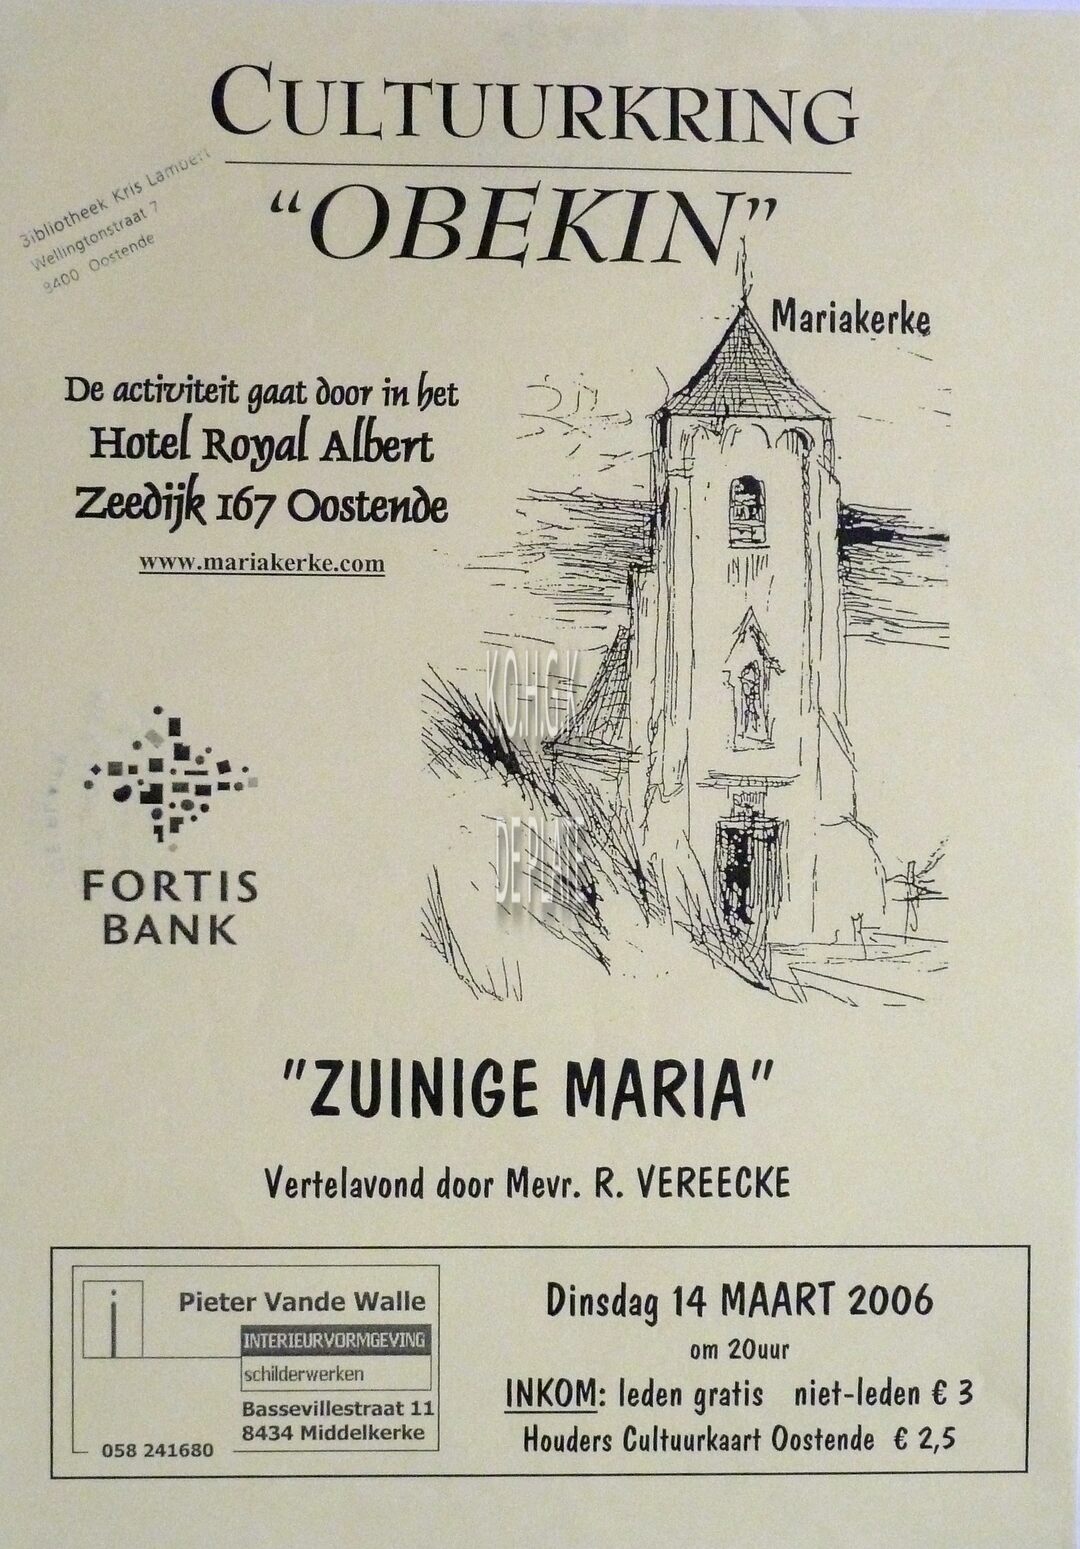 CULTUURKRING
"OBEKIN"
Bibliotheek Kris Lambert
Wellingtonstraat 7
8400 Oostende
Mariakerke
De activiteit gaat door in het
Hotel Royal Albert
Zeedijk 167 Oostende
www.mariakerke.com
K.O.H.G.K.
DE PLATE
FORTIS
BANK
"ZUINIGE MARIA"
Vertelavond door Mevr. R. VEREECKE
i
Pieter Vande Walle
INTERIEURVORMGEVING
schilderwerken
Bassevillestraat 11
8434 Middelkerke
058 241680
Dinsdag 14 MAART 2006
om 20uur
INKOM: leden gratis niet-leden € 3
Houders Cultuurkaart Oostende € 2,5